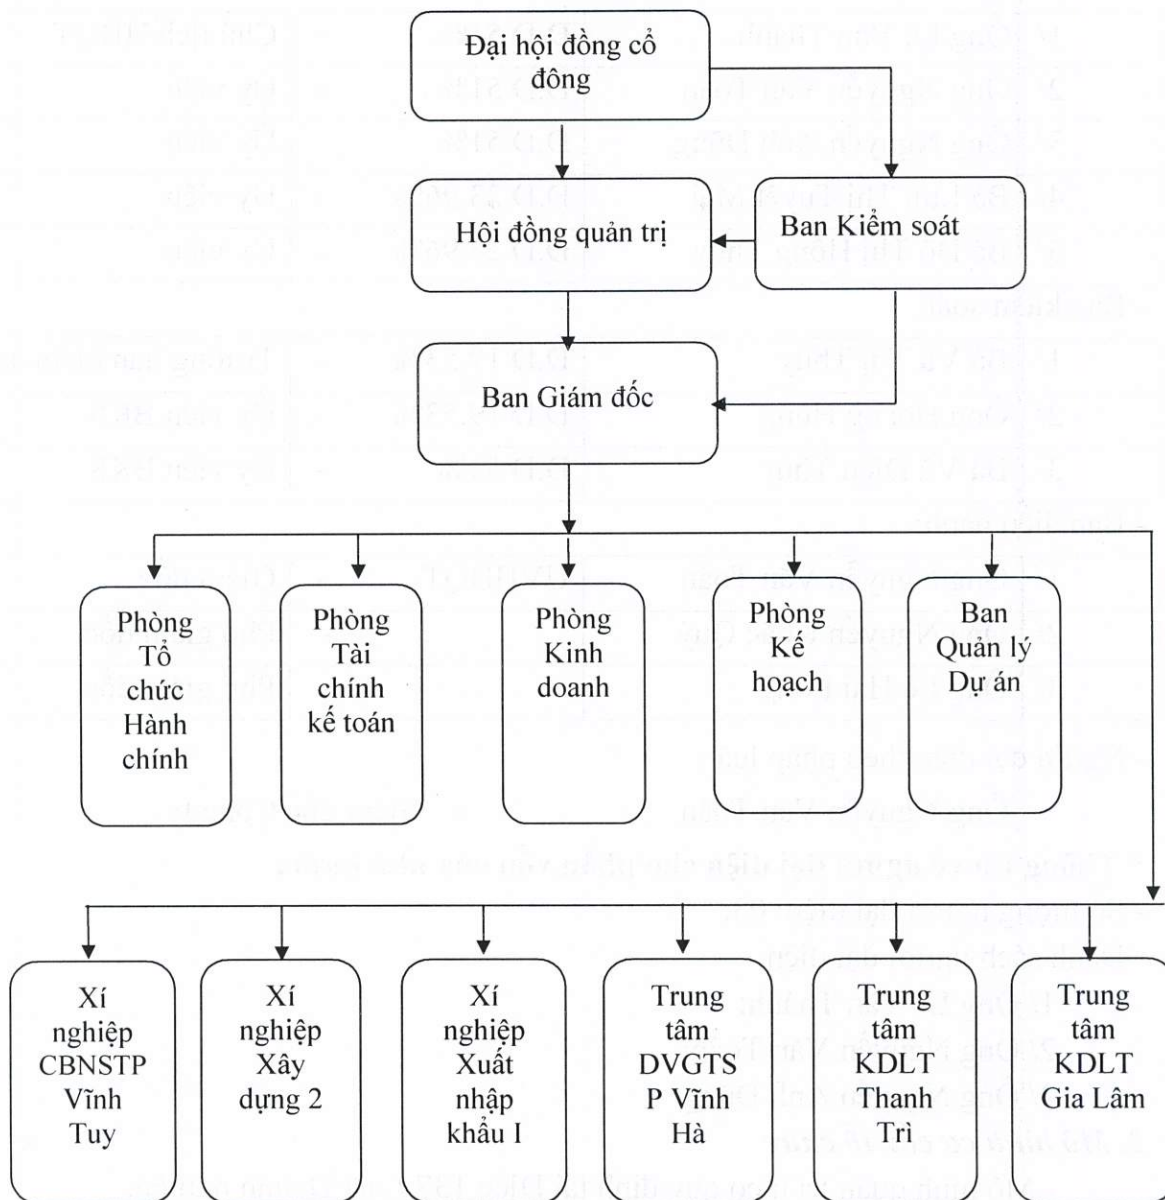 Đại hội đồng cổ
đông
Hội đồng quản trị
Ban Kiểm soát
Ban Giám đốc
Phòng
Tổ
chức
Hành
chính
Phòng
Tài
chính
kế toán
Phòng
Kinh
doanh
Phòng
Kế
hoạch
Ban
Quản lý
Dự án
Xí
nghiệp
CBNSTP
Vĩnh
Tuy
Xí
nghiệp
Xây
dựng 2
Xí
nghiệp
Xuất
nhập
khẩu I
Trung
tâm
DVGTS
P Vĩnh
Hà
Trung
tâm
KDLT
Thanh
Trì
Trung
tâm
KDLT
Gia Lâm